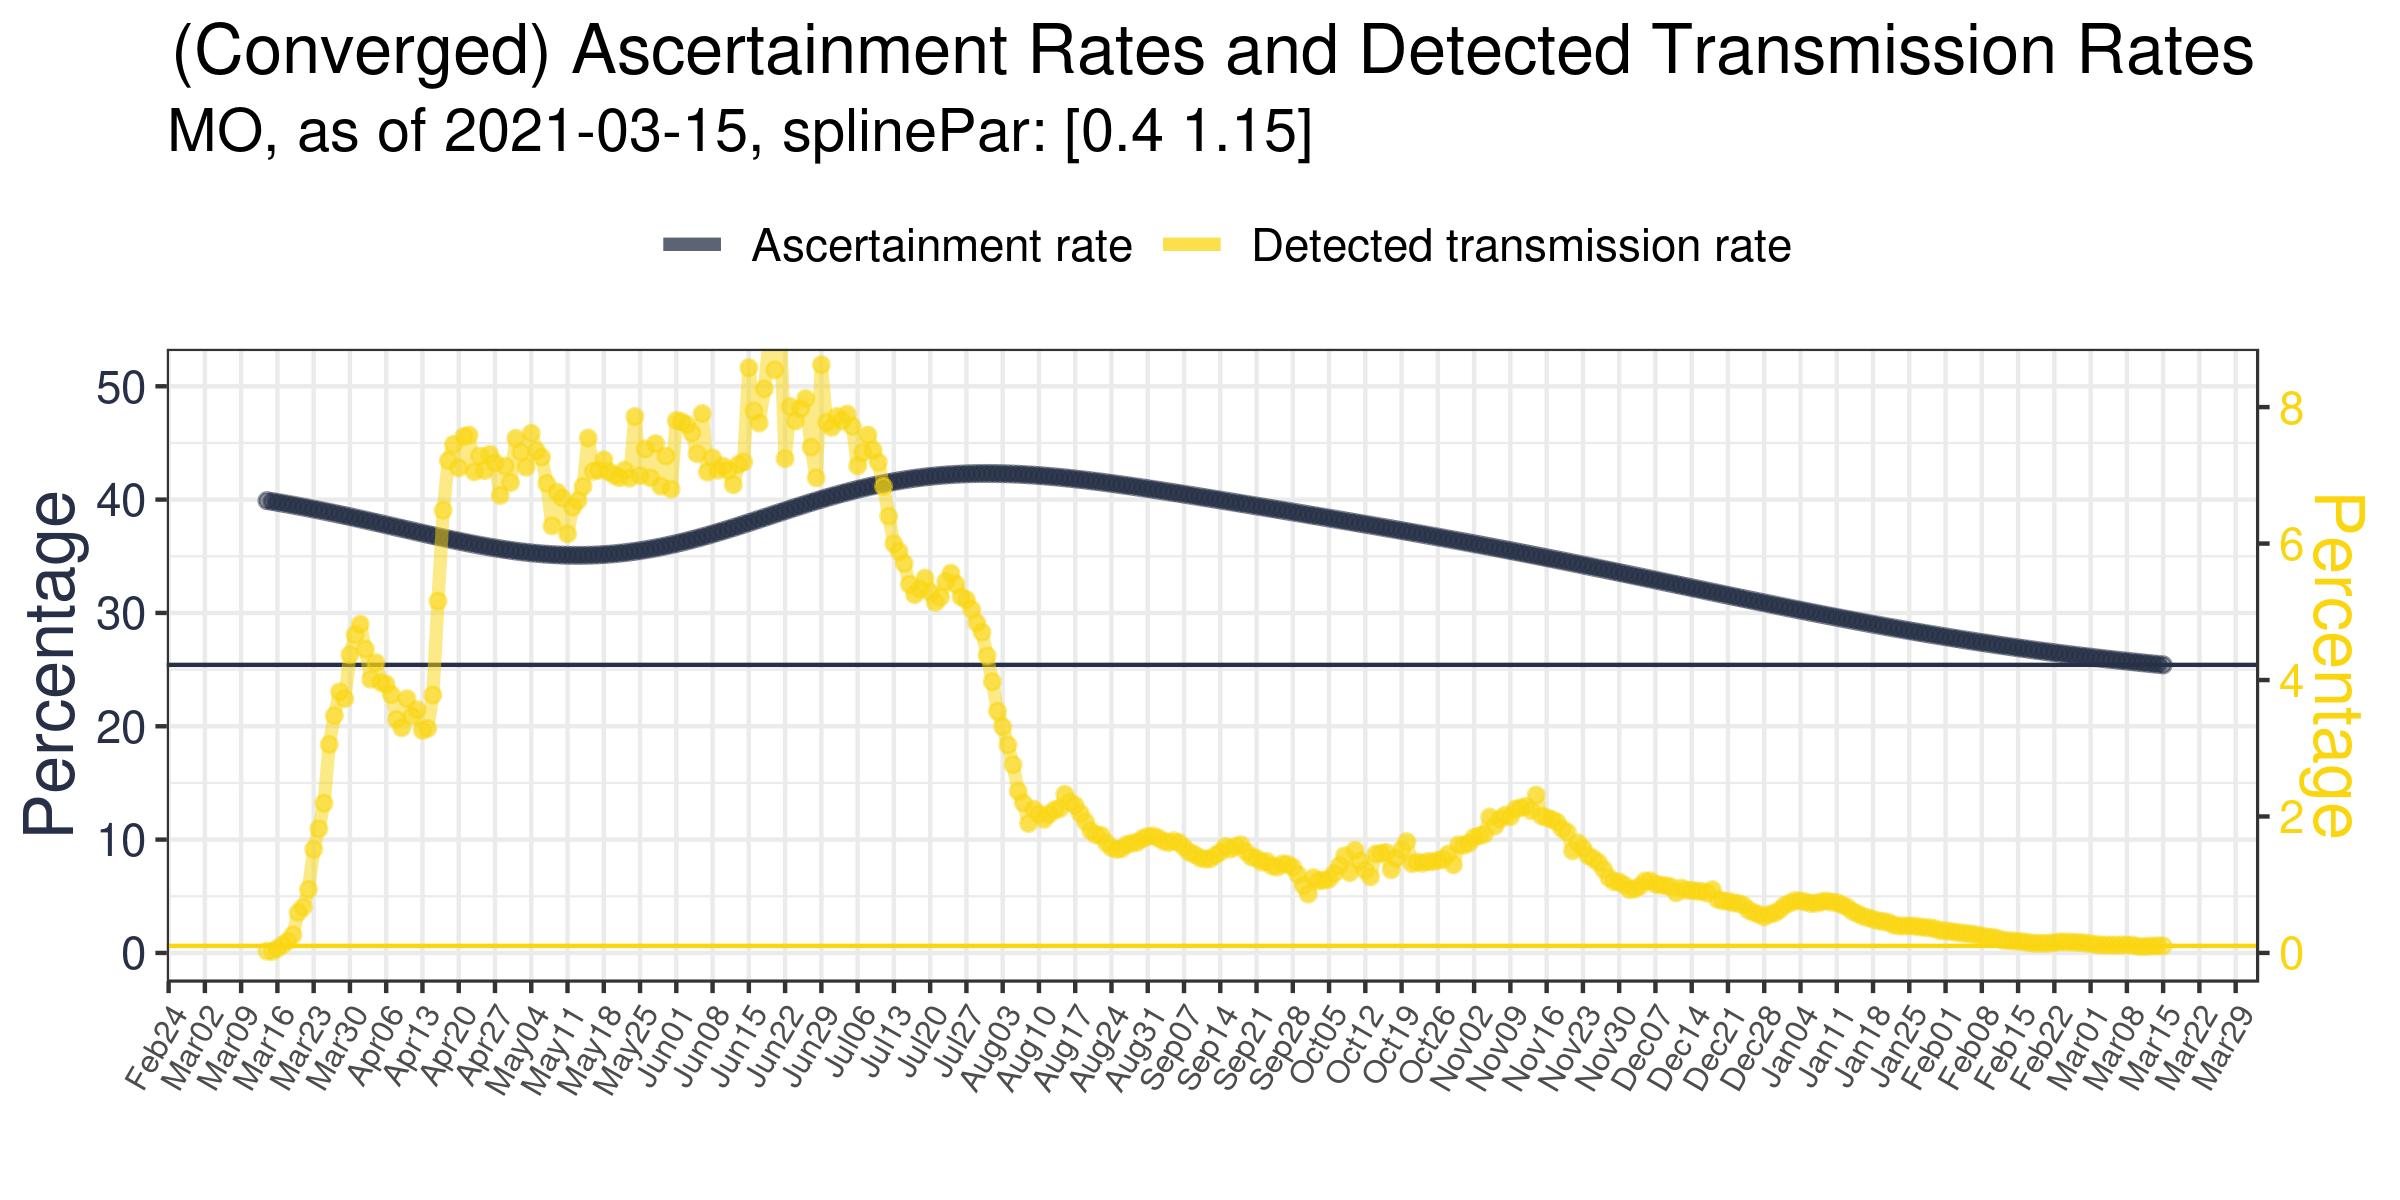 (Converged) Ascertainment Rates and Detected Transmission Rates
MO, as of 2021-03-15, splinePar: [0.4 1.15]
Ascertainment rate
Detected transmission rate
Percentage
50
40
30
20
10
0
8
6
4
2
0
Percentage
Feb24
Mar02
Mar09
Mar16
Mar23
Mar30
Apr06
Apr13
Apr20
Apr27
May04
May11
May18
May25
Jun01
Jun08
Jun15
Jun22
Jun29
Jul06
Jul13
Jul20
Jul27
Aug03
Aug10
Aug17
Aug24
Aug31
Sep07
Sep14
Sep21
Sep28
Oct05
Oct12
Oct19
Oct26
Nov02
Nov09
Nov16
Nov23
Nov30
Dec07
Dec14
Dec21
Dec28
Jan04
Jan11
Jan18
Jan25
Feb01
Feb08
Feb15
Feb22
Mar01
Mar08
Mar15
Mar22
Mar29